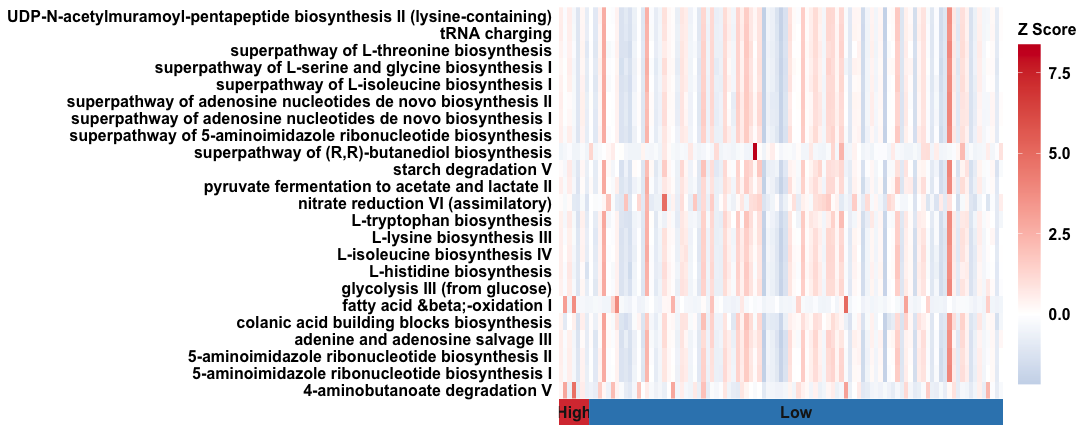 UDP-N-acetylmuramoyl-pentapeptide biosynthesis II (lysine-containing)
tRNA charging
superpathway of L-threonine biosynthesis
superpathway of L-serine and glycine biosynthesis I
superpathway of L-isoleucine biosynthesis I
superpathway of adenosine nucleotides de novo biosynthesis II
superpathway of adenosine nucleotides de novo biosynthesis I
superpathway of 5-aminoimidazole ribonucleotide biosynthesis
superpathway of (R,R)-butanediol biosynthesis
starch degradation V
pyruvate fermentation to acetate and lactate II
nitrate reduction VI (assimilatory)
L-tryptophan biosynthesis
L-lysine biosynthesis III
L-isoleucine biosynthesis IV
L-histidine biosynthesis
glycolysis III (from glucose)
fatty acid &beta;-oxidation I
colanic acid building blocks biosynthesis
adenine and adenosine salvage III
5-aminoimidazole ribonucleotide biosynthesis II
5-aminoimidazole ribonucleotide biosynthesis I
4-aminobutanoate degradation V
High
Low
Z Score
7.5
5.0
2.5
0.0